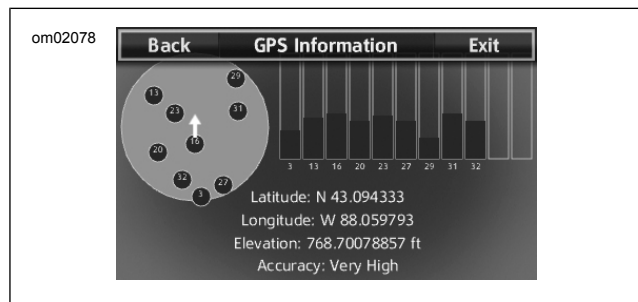 om02078
Back GPS Information Exit
29
13
23
31
16
20
32
27
3
3 13 16 20 23 27 29 31 32
Latitude: N 43.094333
Longitude: W 88.059793
Elevation: 768.70078857 ft
Accuracy: Very High